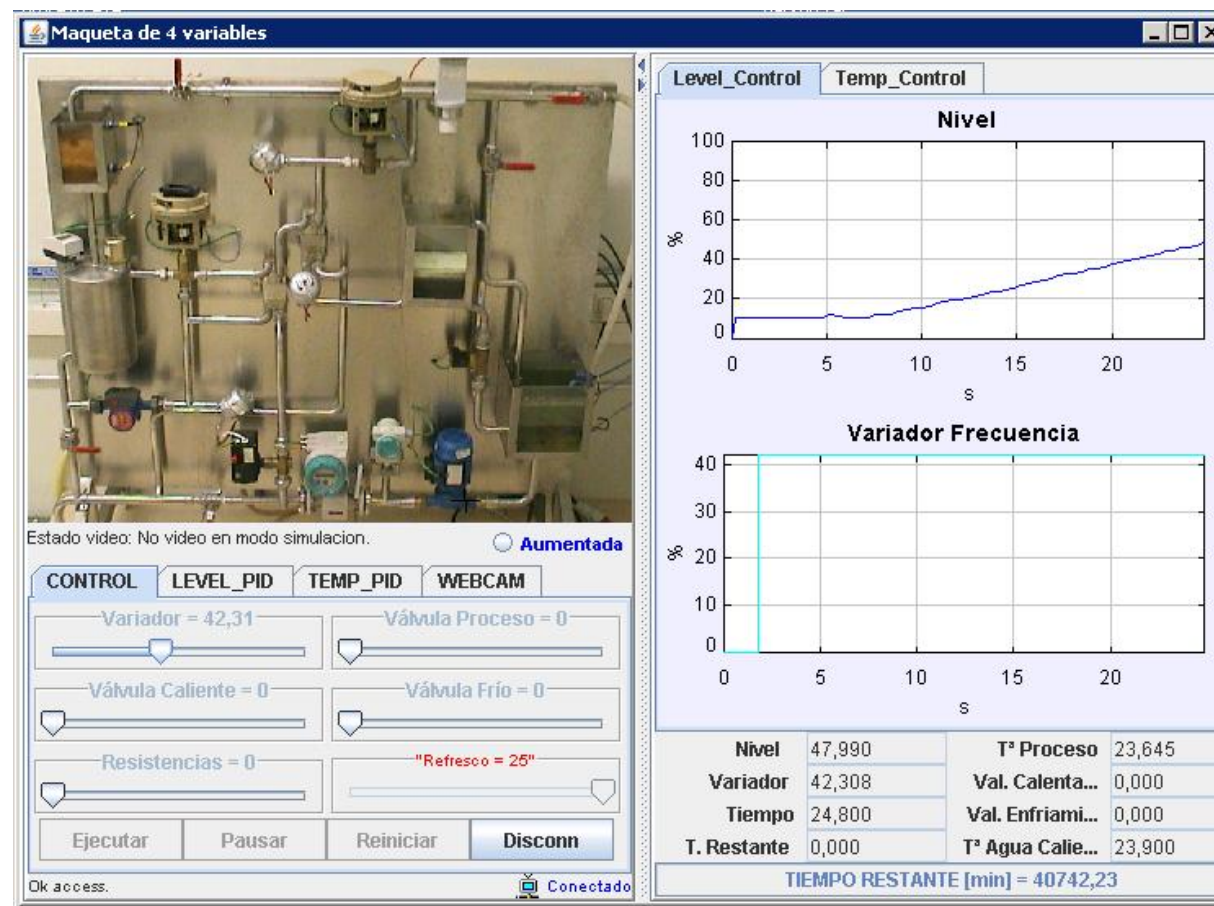 Maqueta de 4 variables
Estado video: No video en modo simulacion.
Aumentada
CONTROL LEVEL_PID TEMP_PID WEBCAM
Variador = 42,31 Válvula Proceso = 0
Válvula Caliente = 0 Válvula Frío = 0
Resistencias = 0 "Refresco = 25"
Ejecutar Pausar Reiniciar Disconn
Ok access. Conectado
Level_Control Temp_Control
Nivel
100
80
60
40
20
0
%
0 5 10 15 20
s
Variador Frecuencia
40
30
20
10
0
%
0 5 10 15 20
s
Nivel 47,990 Tª Proceso 23,645
Variador 42,308 Val. Calenta... 0,000
Tiempo 24,800 Val. Enfriami... 0,000
T. Restante 0,000 Tª Agua Calie... 23,900
TIEMPO RESTANTE [min] = 40742,23